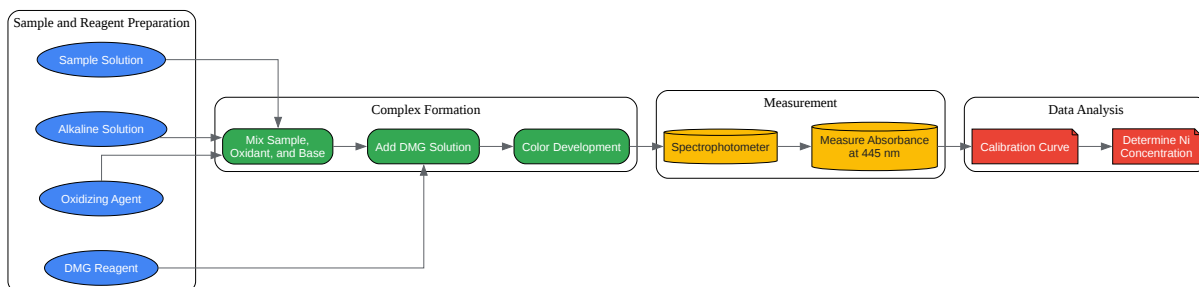 Sample and Reagent Preparation
Sample Solution
Alkaline Solution
Oxidizing Agent
DMG Reagent
Complex Formation
Mix Sample,
Oxidant, and Base
Add DMG Solution
Color Development
Measurement
Spectrophotometer
Measure Absorbance
at 445 nm
Data Analysis
Calibration Curve
Determine Ni
Concentration